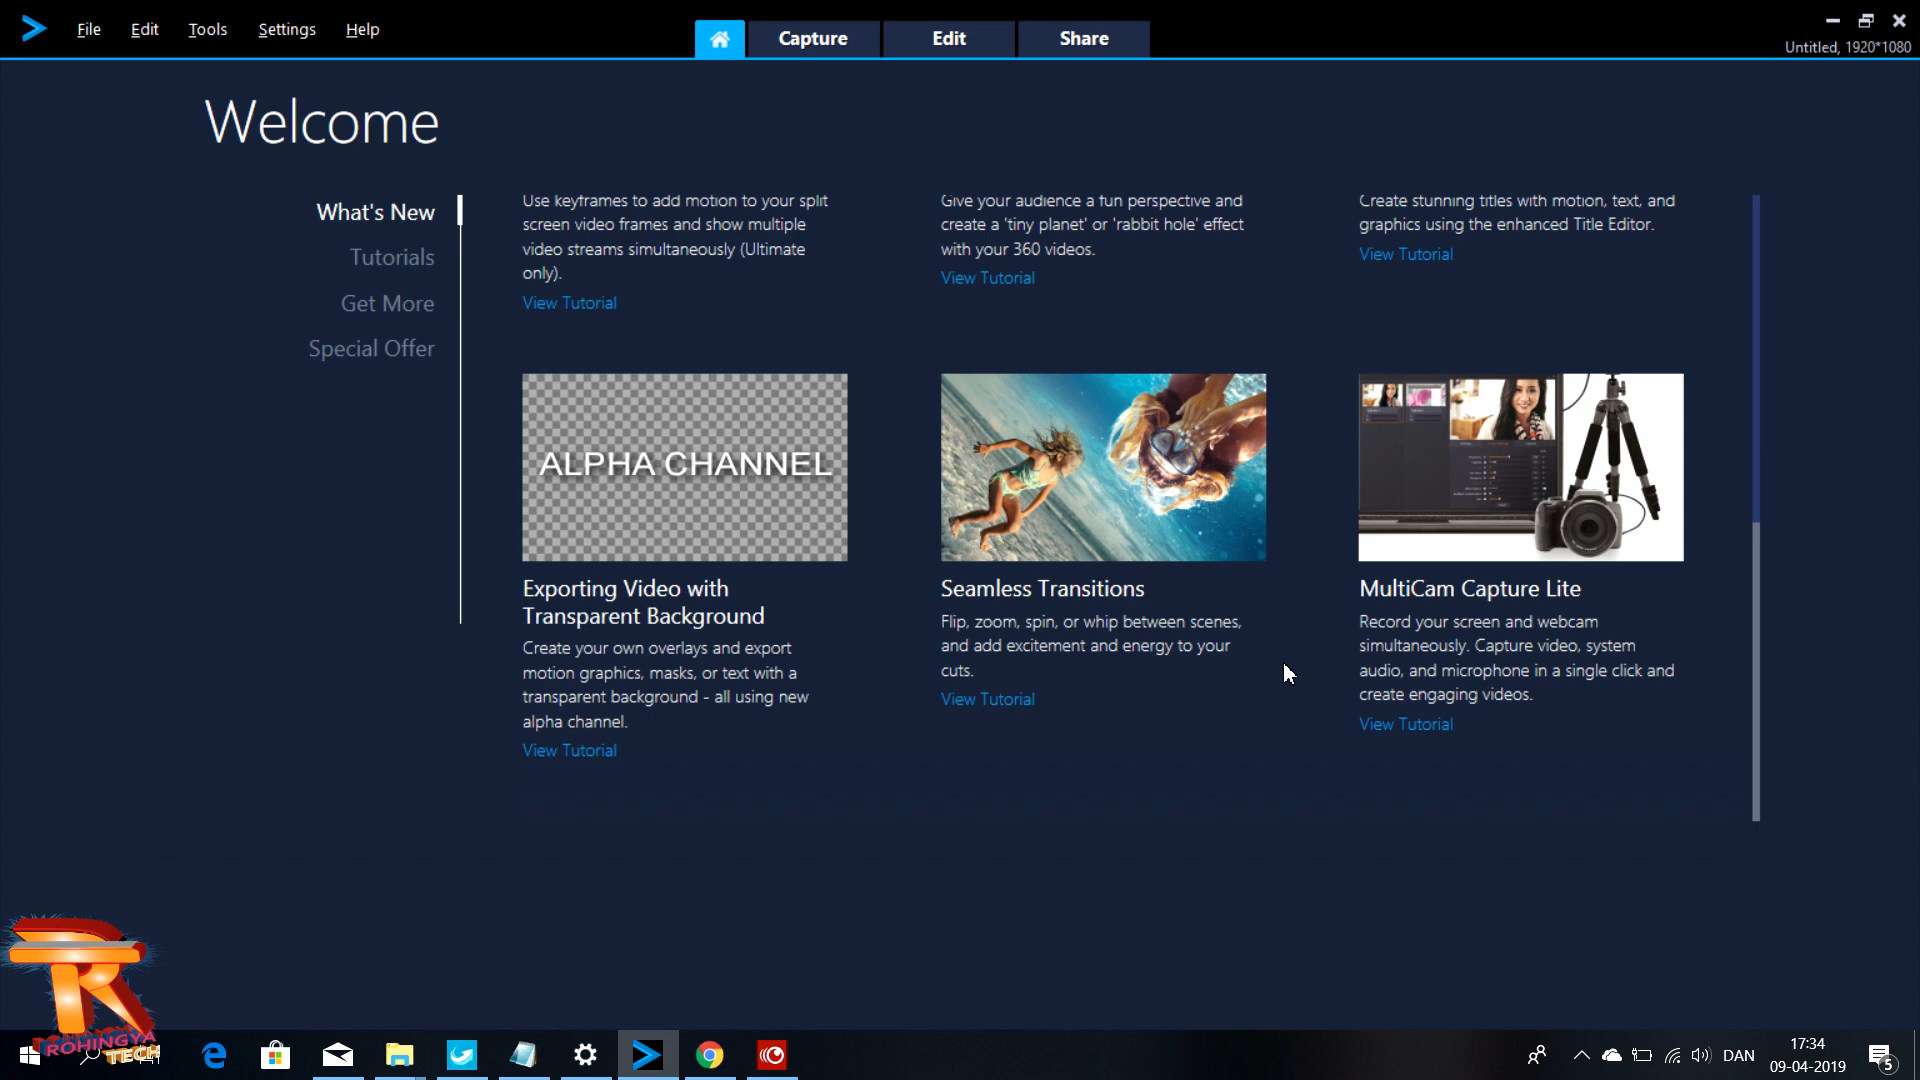 File Edit Tools Settings Help
Capture Edit Share
Untitled, 1920*1080
Welcome
What's New
Tutorials
Get More
Special Offer
Use keyframes to add motion to your split
screen video frames and show multiple
video streams simultaneously (Ultimate
only).
View Tutorial
Give your audience a fun perspective and
create a 'tiny planet' or 'rabbit hole' effect
with your 360 videos.
View Tutorial
Create stunning titles with motion, text, and
graphics using the enhanced Title Editor.
View Tutorial
ALPHA CHANNEL
Exporting Video with
Transparent Background
Create your own overlays and export
motion graphics, masks, or text with a
transparent background - all using new
alpha channel.
View Tutorial
Seamless Transitions
Flip, zoom, spin, or whip between scenes,
and add excitement and energy to your
cuts.
View Tutorial
MultiCam Capture Lite
Record your screen and webcam
simultaneously. Capture video, system
audio, and microphone in a single click and
create engaging videos.
View Tutorial
R
ROHINGYA
TECH
DAN
17:34
09-04-2019
5